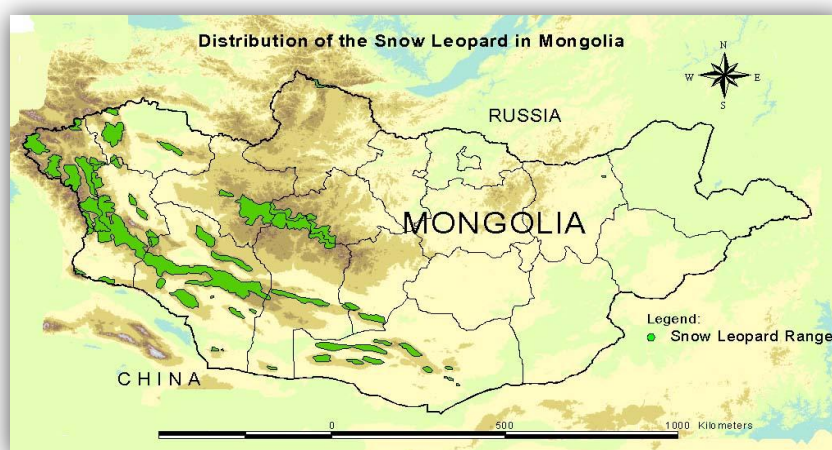 Distribution of the Snow Leopard in Mongolia
N
W E
S
RUSSIA
MONGOLIA
Legend:
Snow Leopard Range
CHINA
0 500 1000 Kilometers